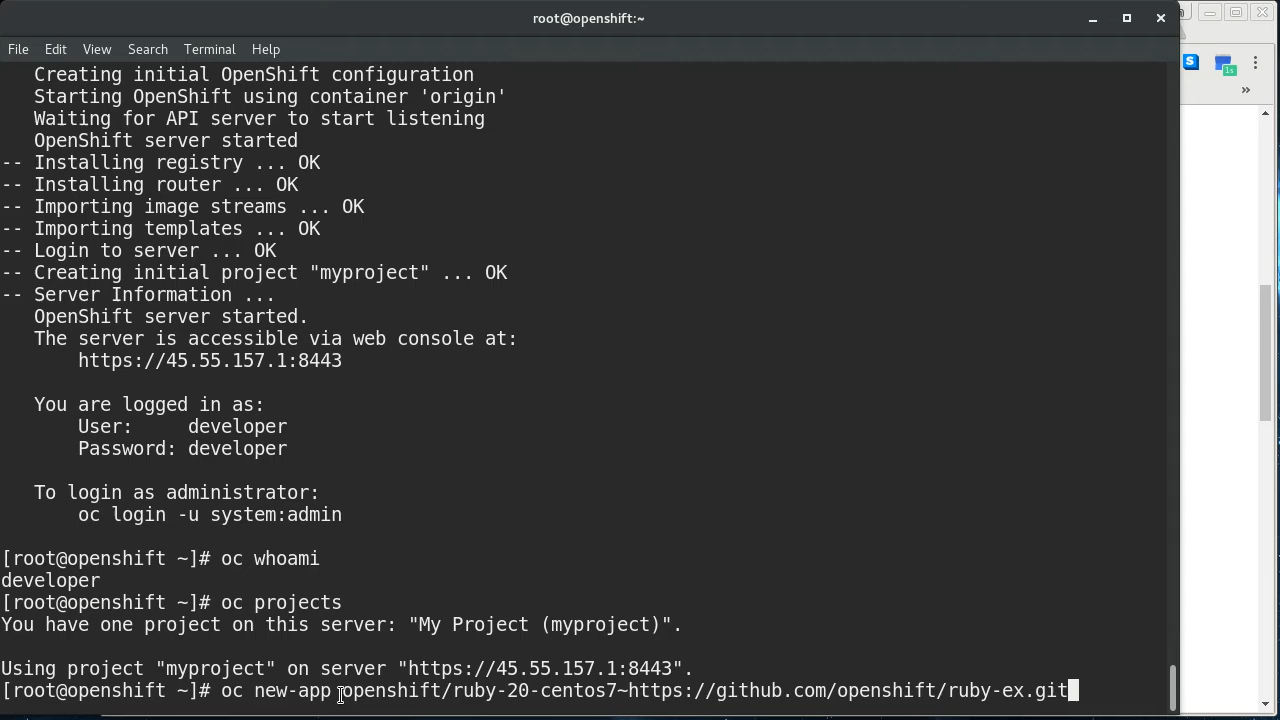 root@openshift:~
File Edit View Search Terminal Help
Creating initial OpenShift configuration
Starting OpenShift using container 'origin'
Waiting for API server to start listening
OpenShift server started
-- Installing registry ... OK
-- Installing router ... OK
-- Importing image streams ... OK
-- Importing templates ... OK
-- Login to server ... OK
-- Creating initial project "myproject" ... OK
-- Server Information ...
OpenShift server started.
The server is accessible via web console at:
https://45.55.157.1:8443
You are logged in as:
User:     developer
Password: developer
To login as administrator:
oc login -u system:admin
[root@openshift ~]# oc whoami
developer
[root@openshift ~]# oc projects
You have one project on this server: "My Project (myproject)".
Using project "myproject" on server "https://45.55.157.1:8443".
[root@openshift ~]# oc new-app openshift/ruby-20-centos7~https://github.com/openshift/ruby-ex.git
S
1s
»